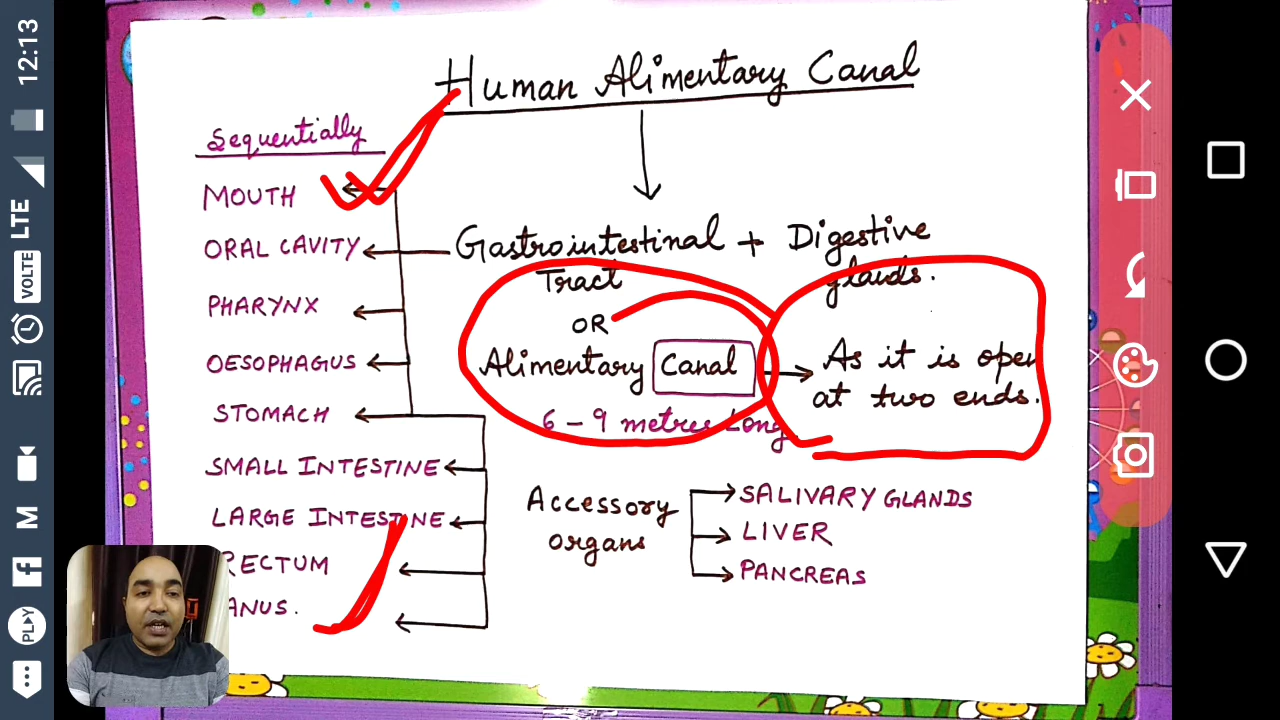 12:13
LTE
VOLTE
M
f
PLAY
Human Alimentary Canal
Sequentially
MOUTH
ORAL CAVITY
PHARYNX
OESOPHAGUS
STOMACH
SMALL INTESTINE
LARGE INTESTINE
RECTUM
ANUS.
Gastrointestinal + Digestive
Tract glands.
OR
Alimentary Canal
As it is open
at two ends.
6 - 9 metres Long
Accessory
organs
SALIVARY GLANDS
LIVER
PANCREAS